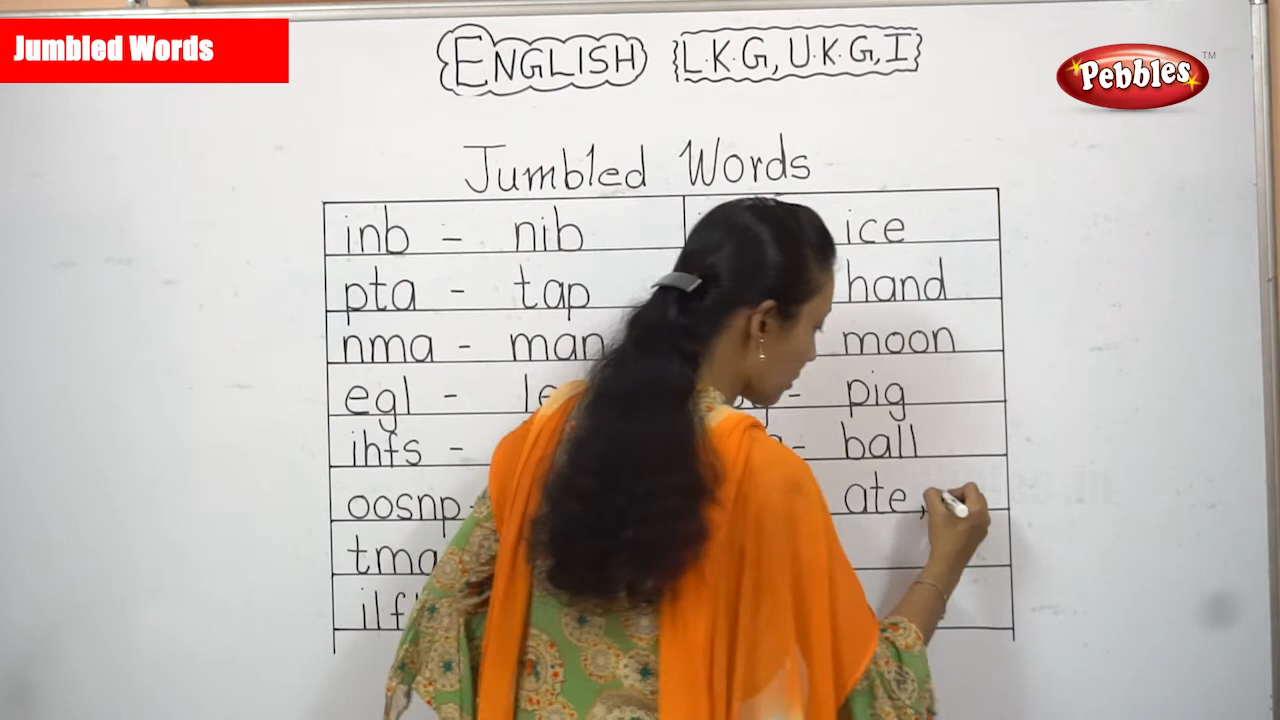 Jumbled Words
ENGLISH L.K.G, U.K.G, I
Pebbles TM
Jumbled Words
inb - nib ice
pta - tap hand
nma - man moon
egl - - pig
ihfs - - ball
oosnp - ate,